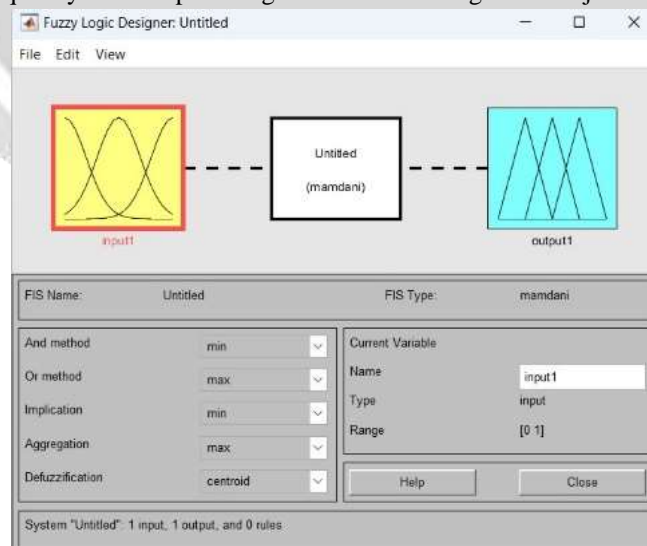 Fuzzy Logic Designer: Untitled
File Edit View
Untitled
(mamdani)
input1
output1
FIS Name: Untitled
FIS Type: mamdani
And method min
Or method max
Implication min
Aggregation max
Defuzzification centroid
Current Variable
Name input1
Type input
Range [0 1]
Help Close
System "Untitled": 1 input, 1 output, and 0 rules